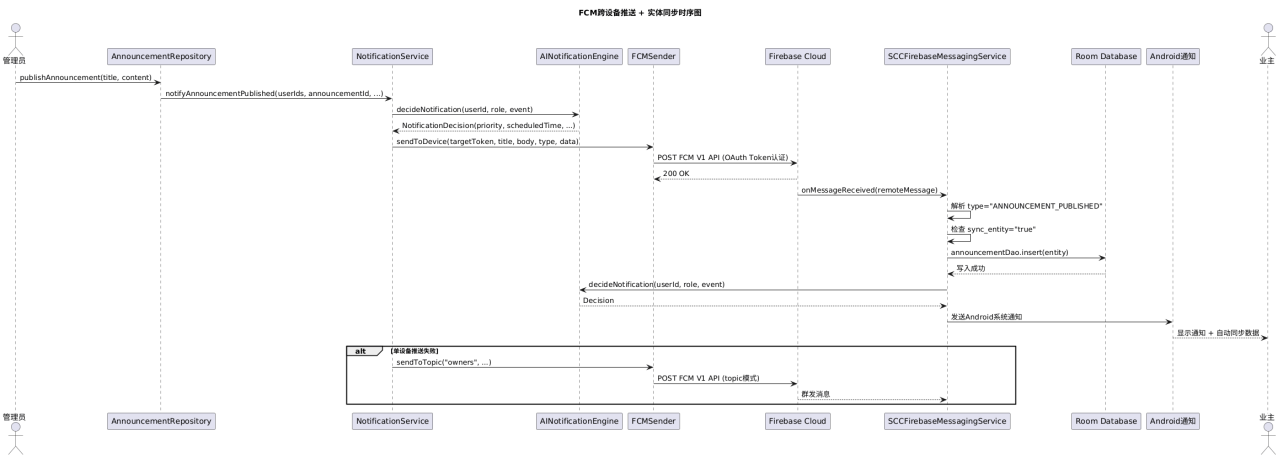 FCM跨设备推送 + 实体同步时序图
管理员
AnnouncementRepository
NotificationService
AINotificationEngine
FCMSender
Firebase Cloud
SCCFirebaseMessagingService
Room Database
Android通知
业主
publishAnnouncement(title, content)
notifyAnnouncementPublished(userIds, announcementId, ...)
decideNotification(userId, role, event)
NotificationDecision(priority, scheduledTime, ...)
sendToDevice(targetToken, title, body, type, data)
POST FCM V1 API (OAuth Token认证)
200 OK
onMessageReceived(remoteMessage)
解析 type="ANNOUNCEMENT_PUBLISHED"
检查 sync_entity="true"
announcementDao.insert(entity)
写入成功
decideNotification(userId, role, event)
Decision
发送Android系统通知
显示通知 + 自动同步数据
alt [单设备推送失败]
sendToTopic("owners", ...)
POST FCM V1 API (topic模式)
群发消息
管理员
AnnouncementRepository
NotificationService
AINotificationEngine
FCMSender
Firebase Cloud
SCCFirebaseMessagingService
Room Database
Android通知
业主